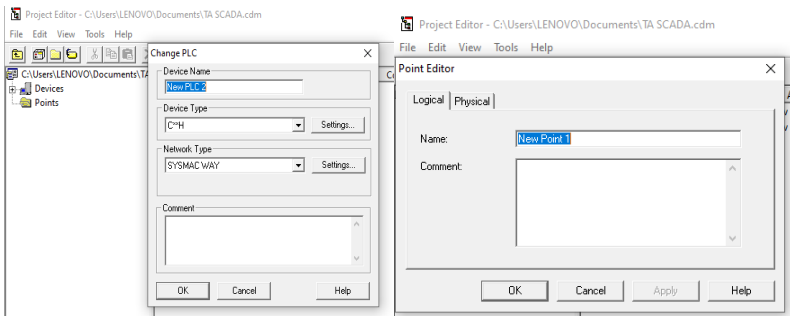 Project Editor - C:\Users\LENOVO\Documents\TA SCADA.cdm
File Edit View Tools Help
C:\Users\LENOVO\Documents\TA
Devices
Points
Change PLC
Device Name
New PLC 2
Device Type
C**H
Settings...
Network Type
SYSMAC WAY
Settings...
Comment
OK Cancel Help
Project Editor - C:\Users\LENOVO\Documents\TA SCADA.cdm
File Edit View Tools Help
Point Editor
Logical Physical
Name: New Point 1
Comment:
OK Cancel Apply Help